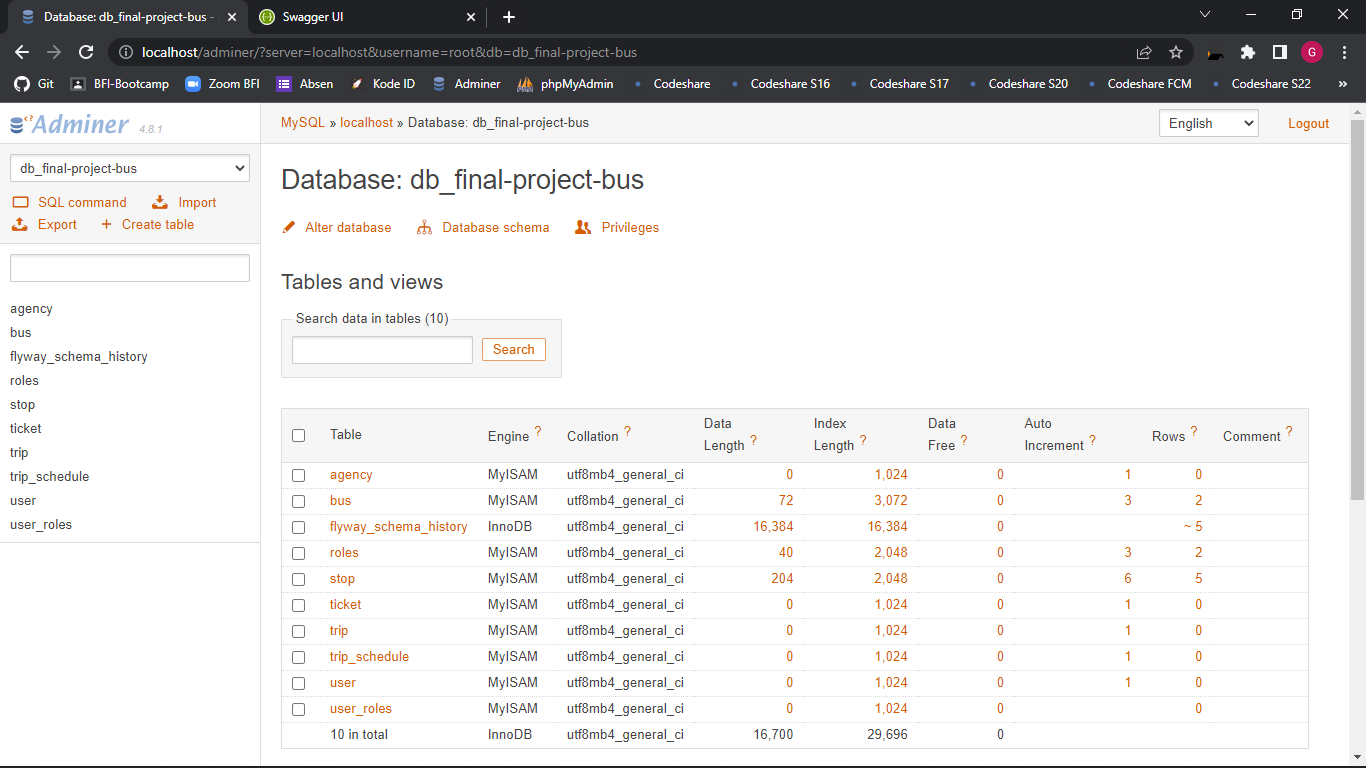 Database: db_final-project-bus -
Swagger UI
localhost/adminer/?server=localhost&username=root&db=db_final-project-bus
G
Git BFI-Bootcamp Zoom BFI Absen Kode ID Adminer phpMyAdmin Codeshare Codeshare S16 Codeshare S17 Codeshare S20 Codeshare FCM Codeshare S22 »
Adminer 4.8.1
MySQL » localhost » Database: db_final-project-bus
English
Logout
db_final-project-bus
SQL command Import
Export + Create table
agency
bus
flyway_schema_history
roles
stop
ticket
trip
trip_schedule
user
user_roles
Database: db_final-project-bus
Alter database Database schema Privileges
Tables and views
Search data in tables (10)
Search
Table Engine ? Collation ? Data Length ? Index Length ? Data Free ? Auto Increment ? Rows ? Comment ?
agency MyISAM utf8mb4_general_ci 0 1,024 0 1 0
bus MyISAM utf8mb4_general_ci 72 3,072 0 3 2
flyway_schema_history InnoDB utf8mb4_general_ci 16,384 16,384 0 ~ 5
roles MyISAM utf8mb4_general_ci 40 2,048 0 3 2
stop MyISAM utf8mb4_general_ci 204 2,048 0 6 5
ticket MyISAM utf8mb4_general_ci 0 1,024 0 1 0
trip MyISAM utf8mb4_general_ci 0 1,024 0 1 0
trip_schedule MyISAM utf8mb4_general_ci 0 1,024 0 1 0
user MyISAM utf8mb4_general_ci 0 1,024 0 1 0
user_roles MyISAM utf8mb4_general_ci 0 1,024 0 0
10 in total InnoDB utf8mb4_general_ci 16,700 29,696 0